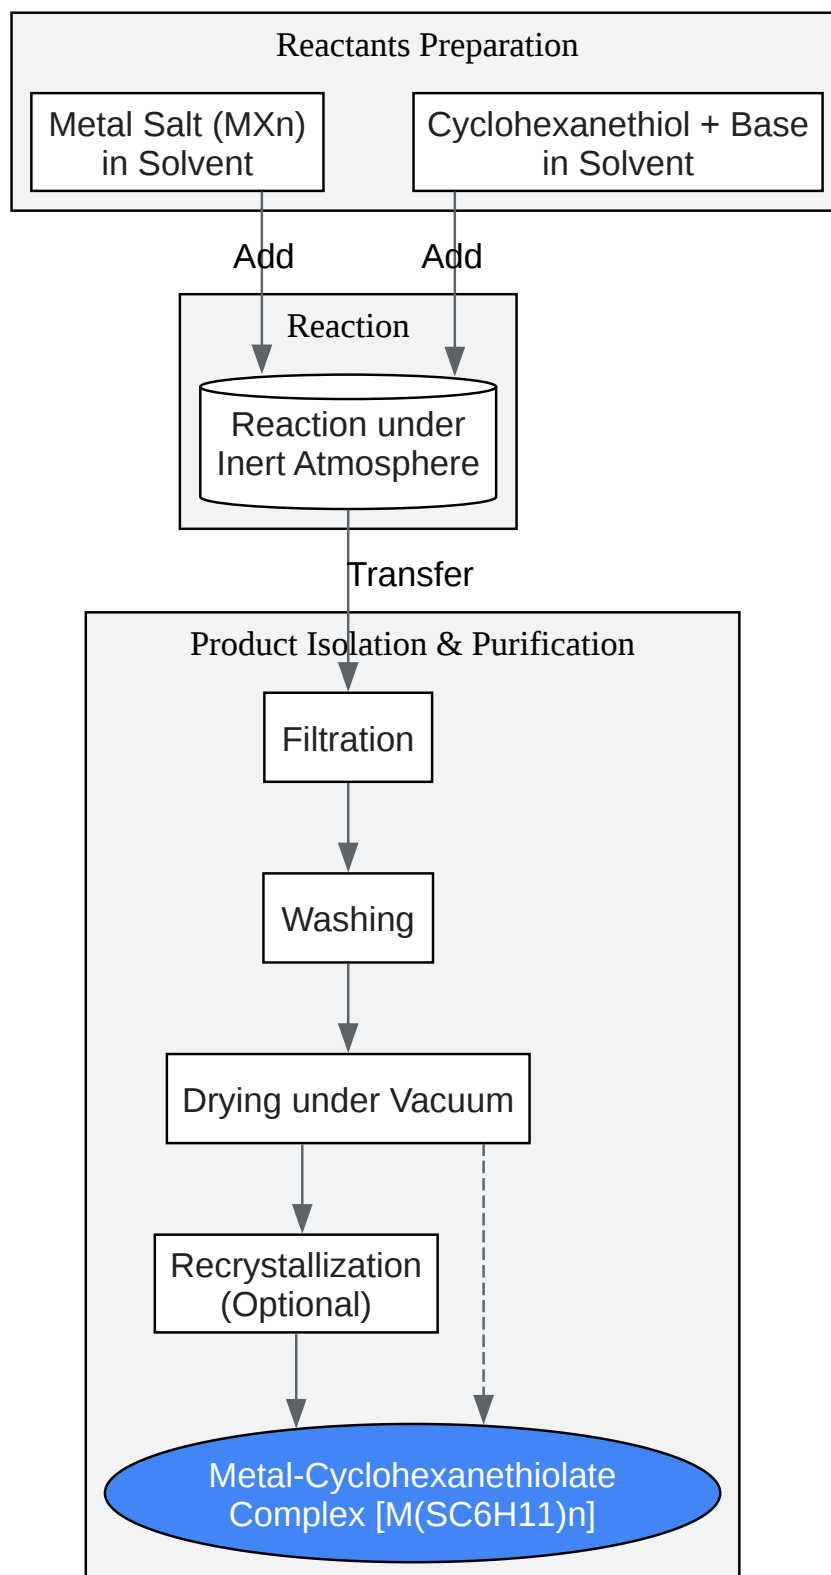 Reactants Preparation
Metal Salt (MXn)
in Solvent
Cyclohexanethiol + Base
in Solvent
Add
Add
Reaction
Reaction under
Inert Atmosphere
Transfer
Product Isolation & Purification
Filtration
Washing
Drying under Vacuum
Recrystallization
(Optional)
Metal-Cyclohexanethiolate
Complex [M(SC6H11)n]